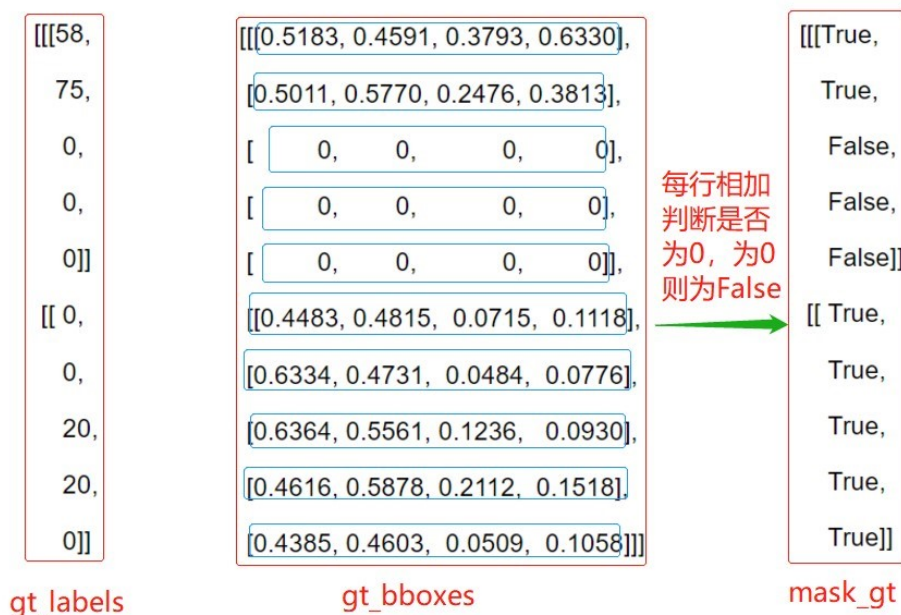 [[[58, [[[0.5183, 0.4591, 0.3793, 0.6330], [[[True,
75, [0.5011, 0.5770, 0.2476, 0.3813], True,
0, [ 0, 0, 0, 0], False,
0, [ 0, 0, 0, 0], False,
0]] [ 0, 0, 0, 0]], False]]
[[ 0, [[0.4483, 0.4815, 0.0715, 0.1118], [[ True,
0, [0.6334, 0.4731, 0.0484, 0.0776], True,
20, [0.6364, 0.5561, 0.1236, 0.0930], True,
20, [0.4616, 0.5878, 0.2112, 0.1518], True,
0]] [0.4385, 0.4603, 0.0509, 0.1058]]] True]]
每行相加
判断是否
为0，为0
则为False
gt_labels gt_bboxes mask_gt